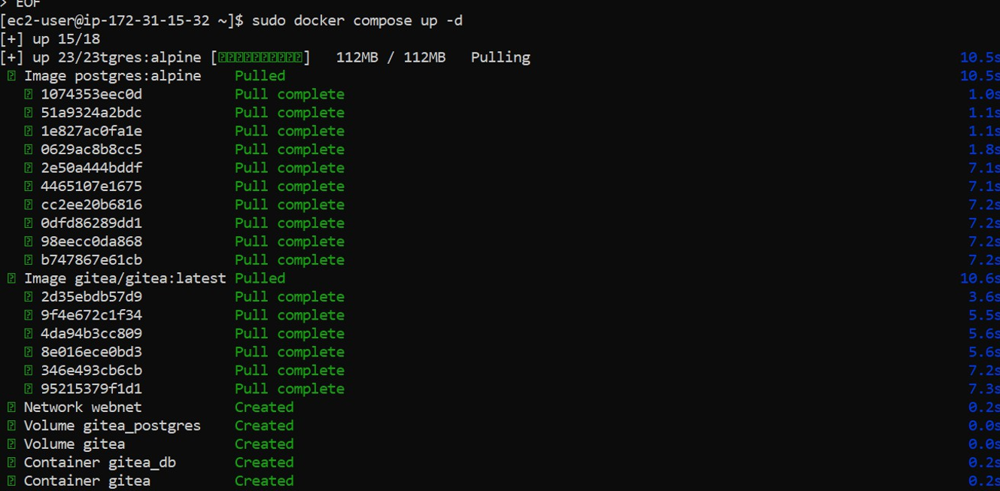 > EOF
[ec2-user@ip-172-31-15-32 ~]$ sudo docker compose up -d
[+] up 15/18
[+] up 23/23tgres:alpine [⍰⍰⍰⍰⍰⍰⍰⍰⍰⍰] 112MB / 112MB Pulling 10.5s
⍰ Image postgres:alpine Pulled 10.5s
⍰ 1074353eec0d Pull complete 1.0s
⍰ 51a9324a2bdc Pull complete 1.1s
⍰ 1e827ac0fa1e Pull complete 1.1s
⍰ 0629ac8b8cc5 Pull complete 1.8s
⍰ 2e50a444bddf Pull complete 7.1s
⍰ 4465107e1675 Pull complete 7.1s
⍰ cc2ee20b6816 Pull complete 7.2s
⍰ 0dfd86289dd1 Pull complete 7.2s
⍰ 98eecc0da868 Pull complete 7.2s
⍰ b747867e61cb Pull complete 7.2s
⍰ Image gitea/gitea:latest Pulled 10.6s
⍰ 2d35ebdb57d9 Pull complete 3.6s
⍰ 9f4e672c1f34 Pull complete 5.5s
⍰ 4da94b3cc809 Pull complete 5.6s
⍰ 8e016ece0bd3 Pull complete 5.6s
⍰ 346e493cb6cb Pull complete 7.2s
⍰ 95215379f1d1 Pull complete 7.3s
⍰ Network webnet Created 0.2s
⍰ Volume gitea_postgres Created 0.0s
⍰ Volume gitea Created 0.0s
⍰ Container gitea_db Created 0.2s
⍰ Container gitea Created 0.2s